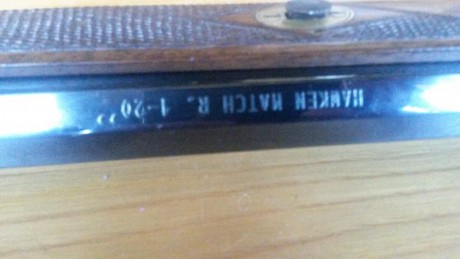 HAWKEN MATCH R. 1-20"